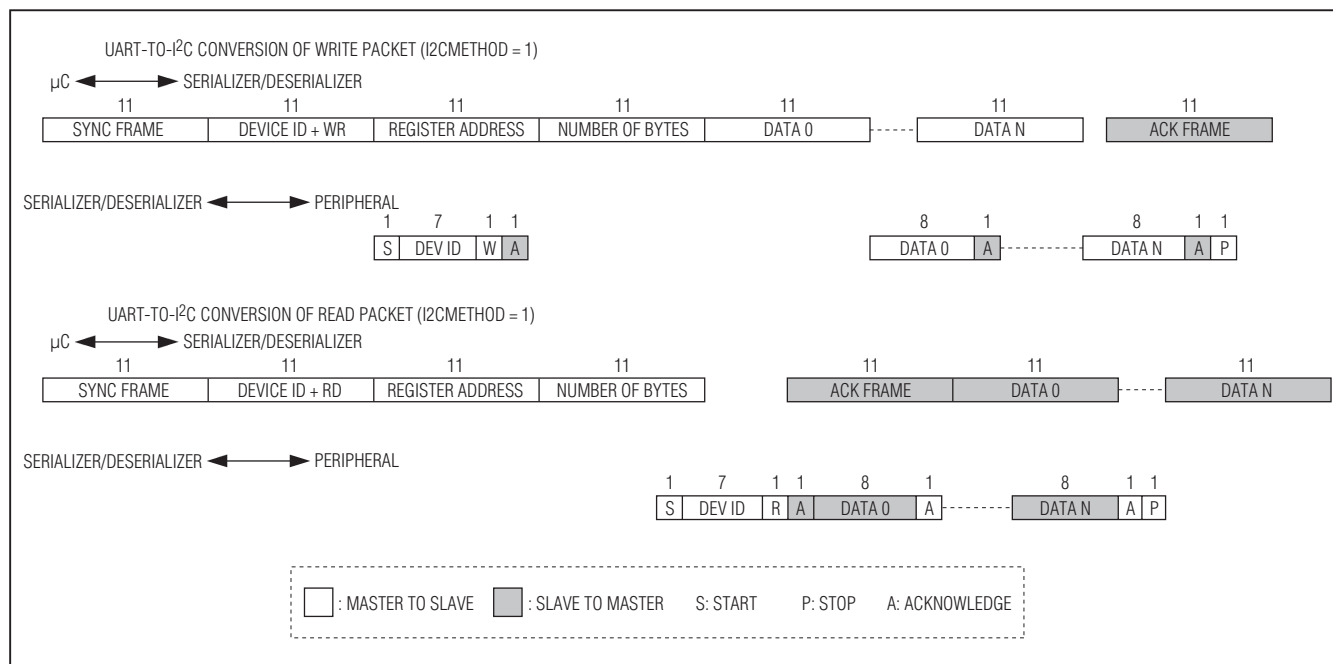 UART-TO-I2C CONVERSION OF WRITE PACKET (I2CMETHOD = 1)
µC SERIALIZER/DESERIALIZER
11 11 11 11 11 11 11
SYNC FRAME DEVICE ID + WR REGISTER ADDRESS NUMBER OF BYTES DATA 0 DATA N ACK FRAME
SERIALIZER/DESERIALIZER PERIPHERAL
1 7 1 1 8 1 8 1 1
S DEV ID W A DATA 0 A DATA N A P
UART-TO-I2C CONVERSION OF READ PACKET (I2CMETHOD = 1)
µC SERIALIZER/DESERIALIZER
11 11 11 11 11 11 11
SYNC FRAME DEVICE ID + RD REGISTER ADDRESS NUMBER OF BYTES ACK FRAME DATA 0 DATA N
SERIALIZER/DESERIALIZER PERIPHERAL
1 7 1 1 8 1 8 1 1
S DEV ID R A DATA 0 A DATA N A P
: MASTER TO SLAVE : SLAVE TO MASTER S: START P: STOP A: ACKNOWLEDGE